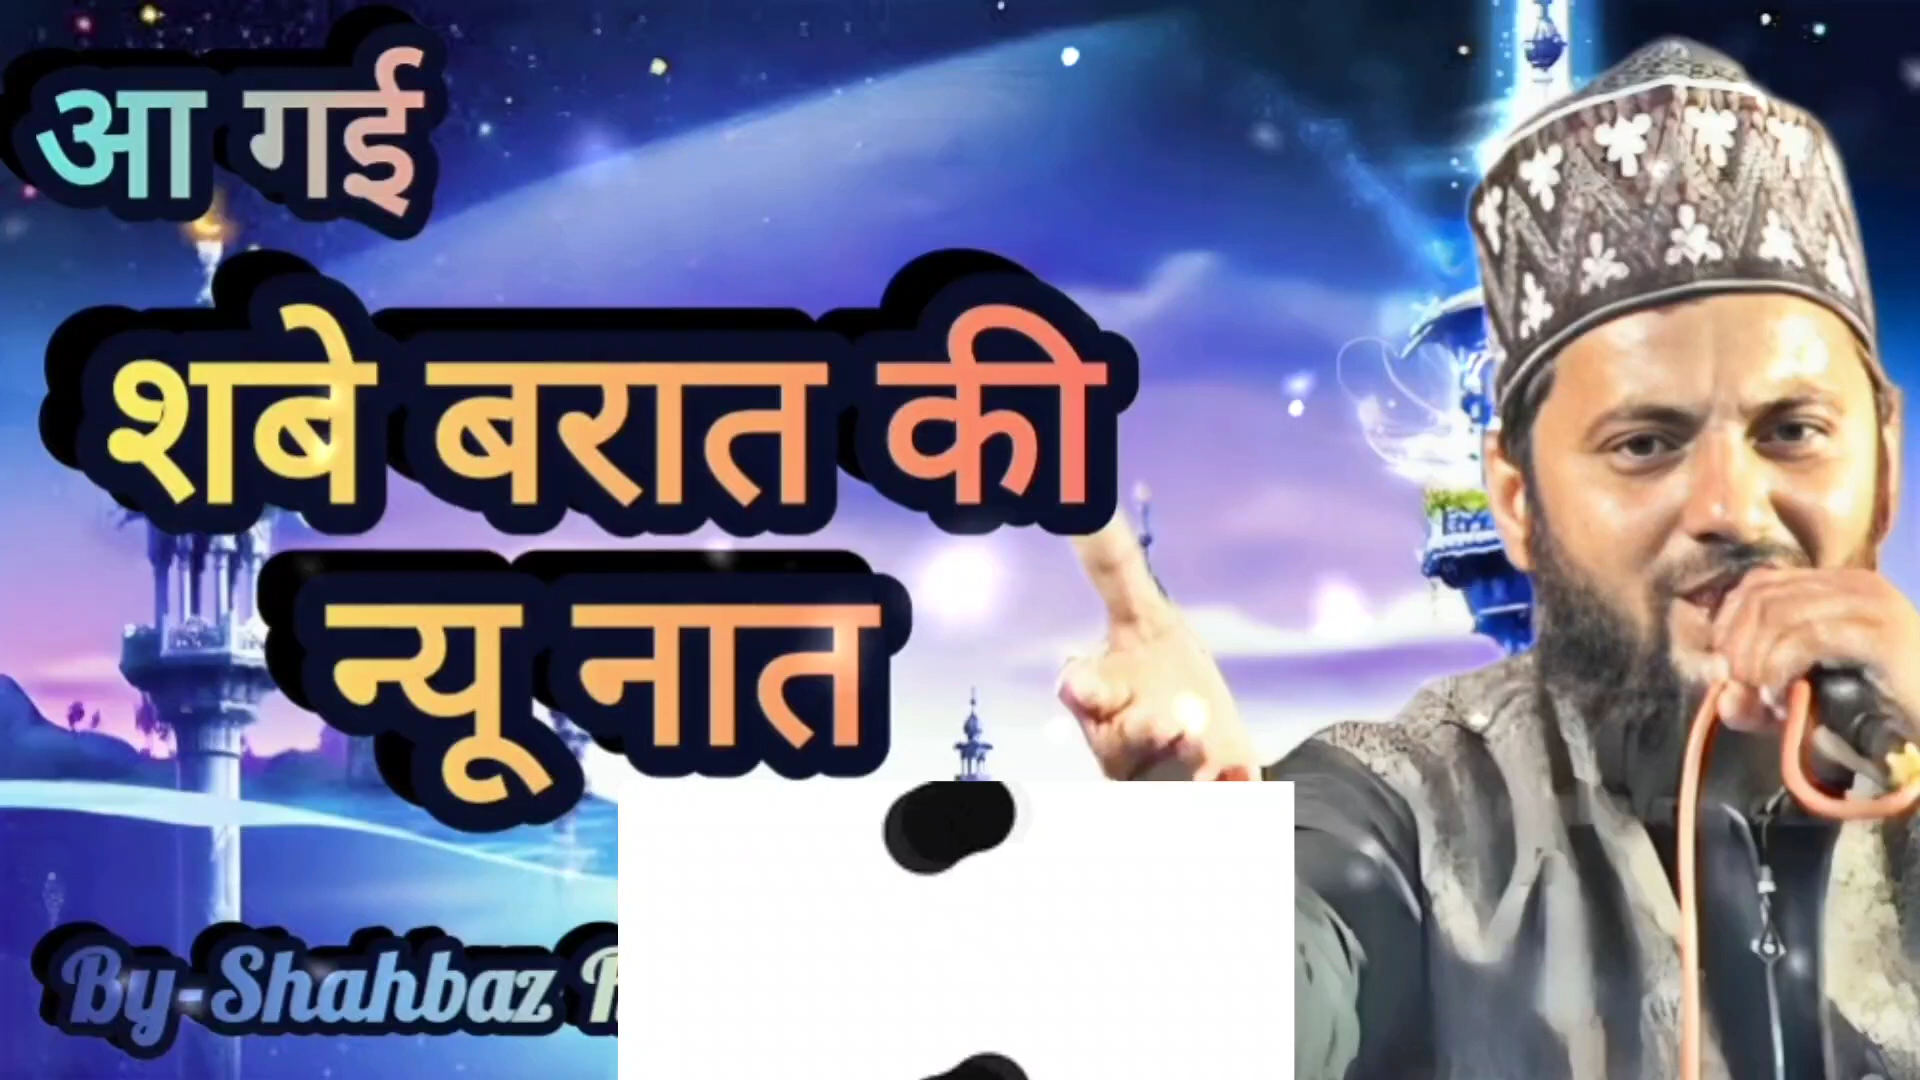 आ गई
शबे बरात की
न्यू नात
By-Shahbaz